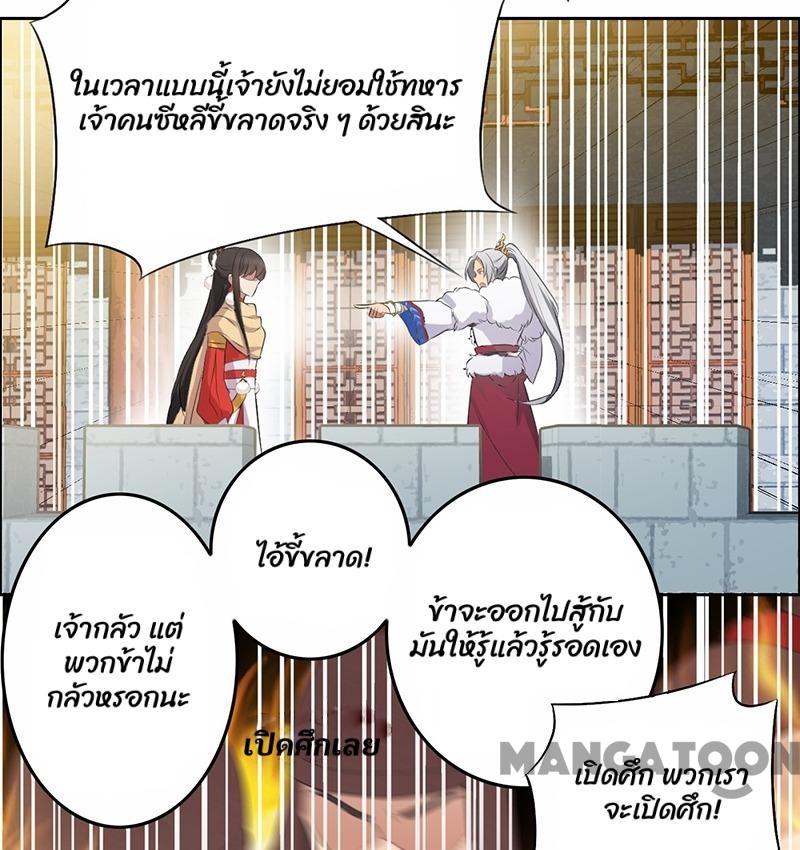 ในเวลาแบบนี้เจ้ายังไม่ยอมใช้ทหาร
เจ้าคนซีหลีขี้ขลาดจริง ๆ ด้วยสินะ
ไอ้ขี้ขลาด!
เจ้ากลัว แต่
พวกข้าไม่
กลัวหรอกนะ
ข้าจะออกไปสู้กับ
มันให้รู้แล้วรู้รอดเอง
เปิดศึกเลย
MANGATOON
เปิดศึก พวกเรา
จะเปิดศึก!